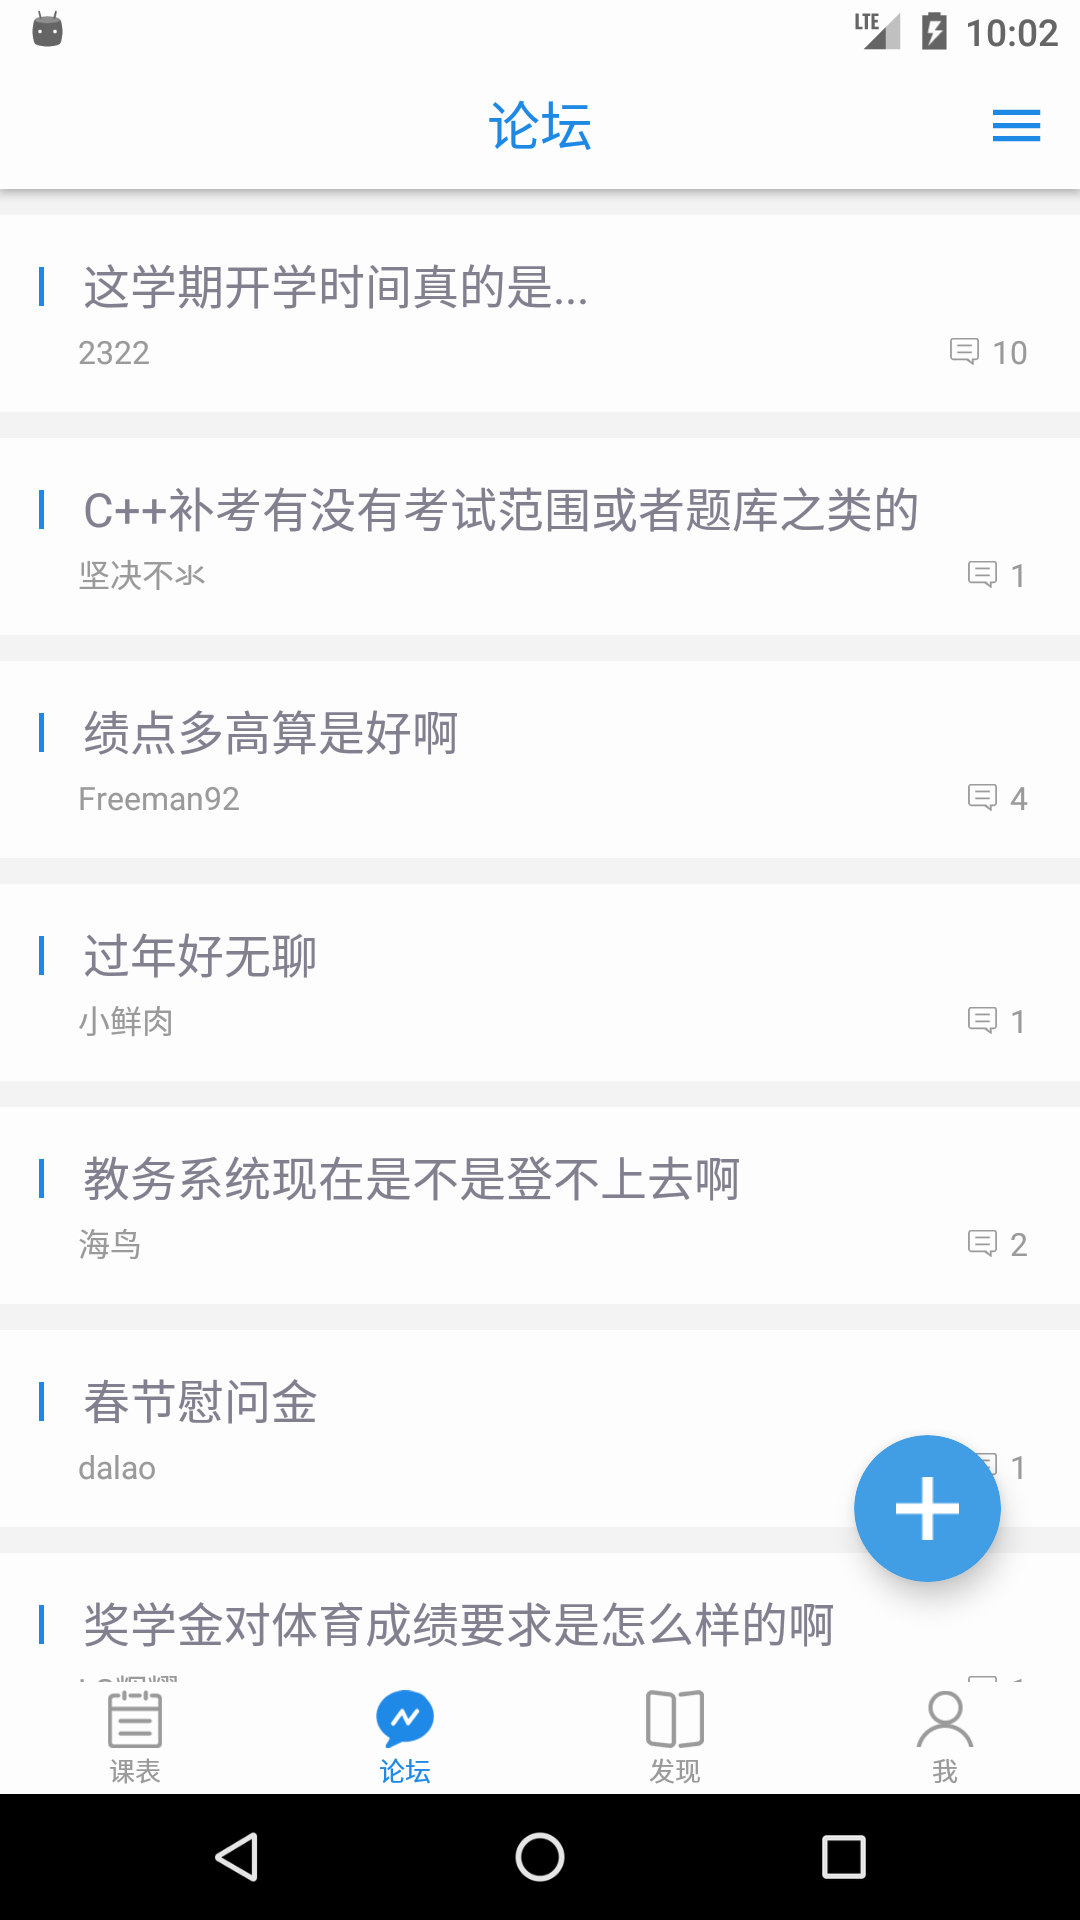 LTE 10:02
论坛
这学期开学时间真的是...
2322 10
C++补考有没有考试范围或者题库之类的
坚决不氺 1
绩点多高算是好啊
Freeman92 4
过年好无聊
小鲜肉 1
教务系统现在是不是登不上去啊
海鸟 2
春节慰问金
dalao 1
奖学金对体育成绩要求是怎么样的啊
课表 论坛 发现 我